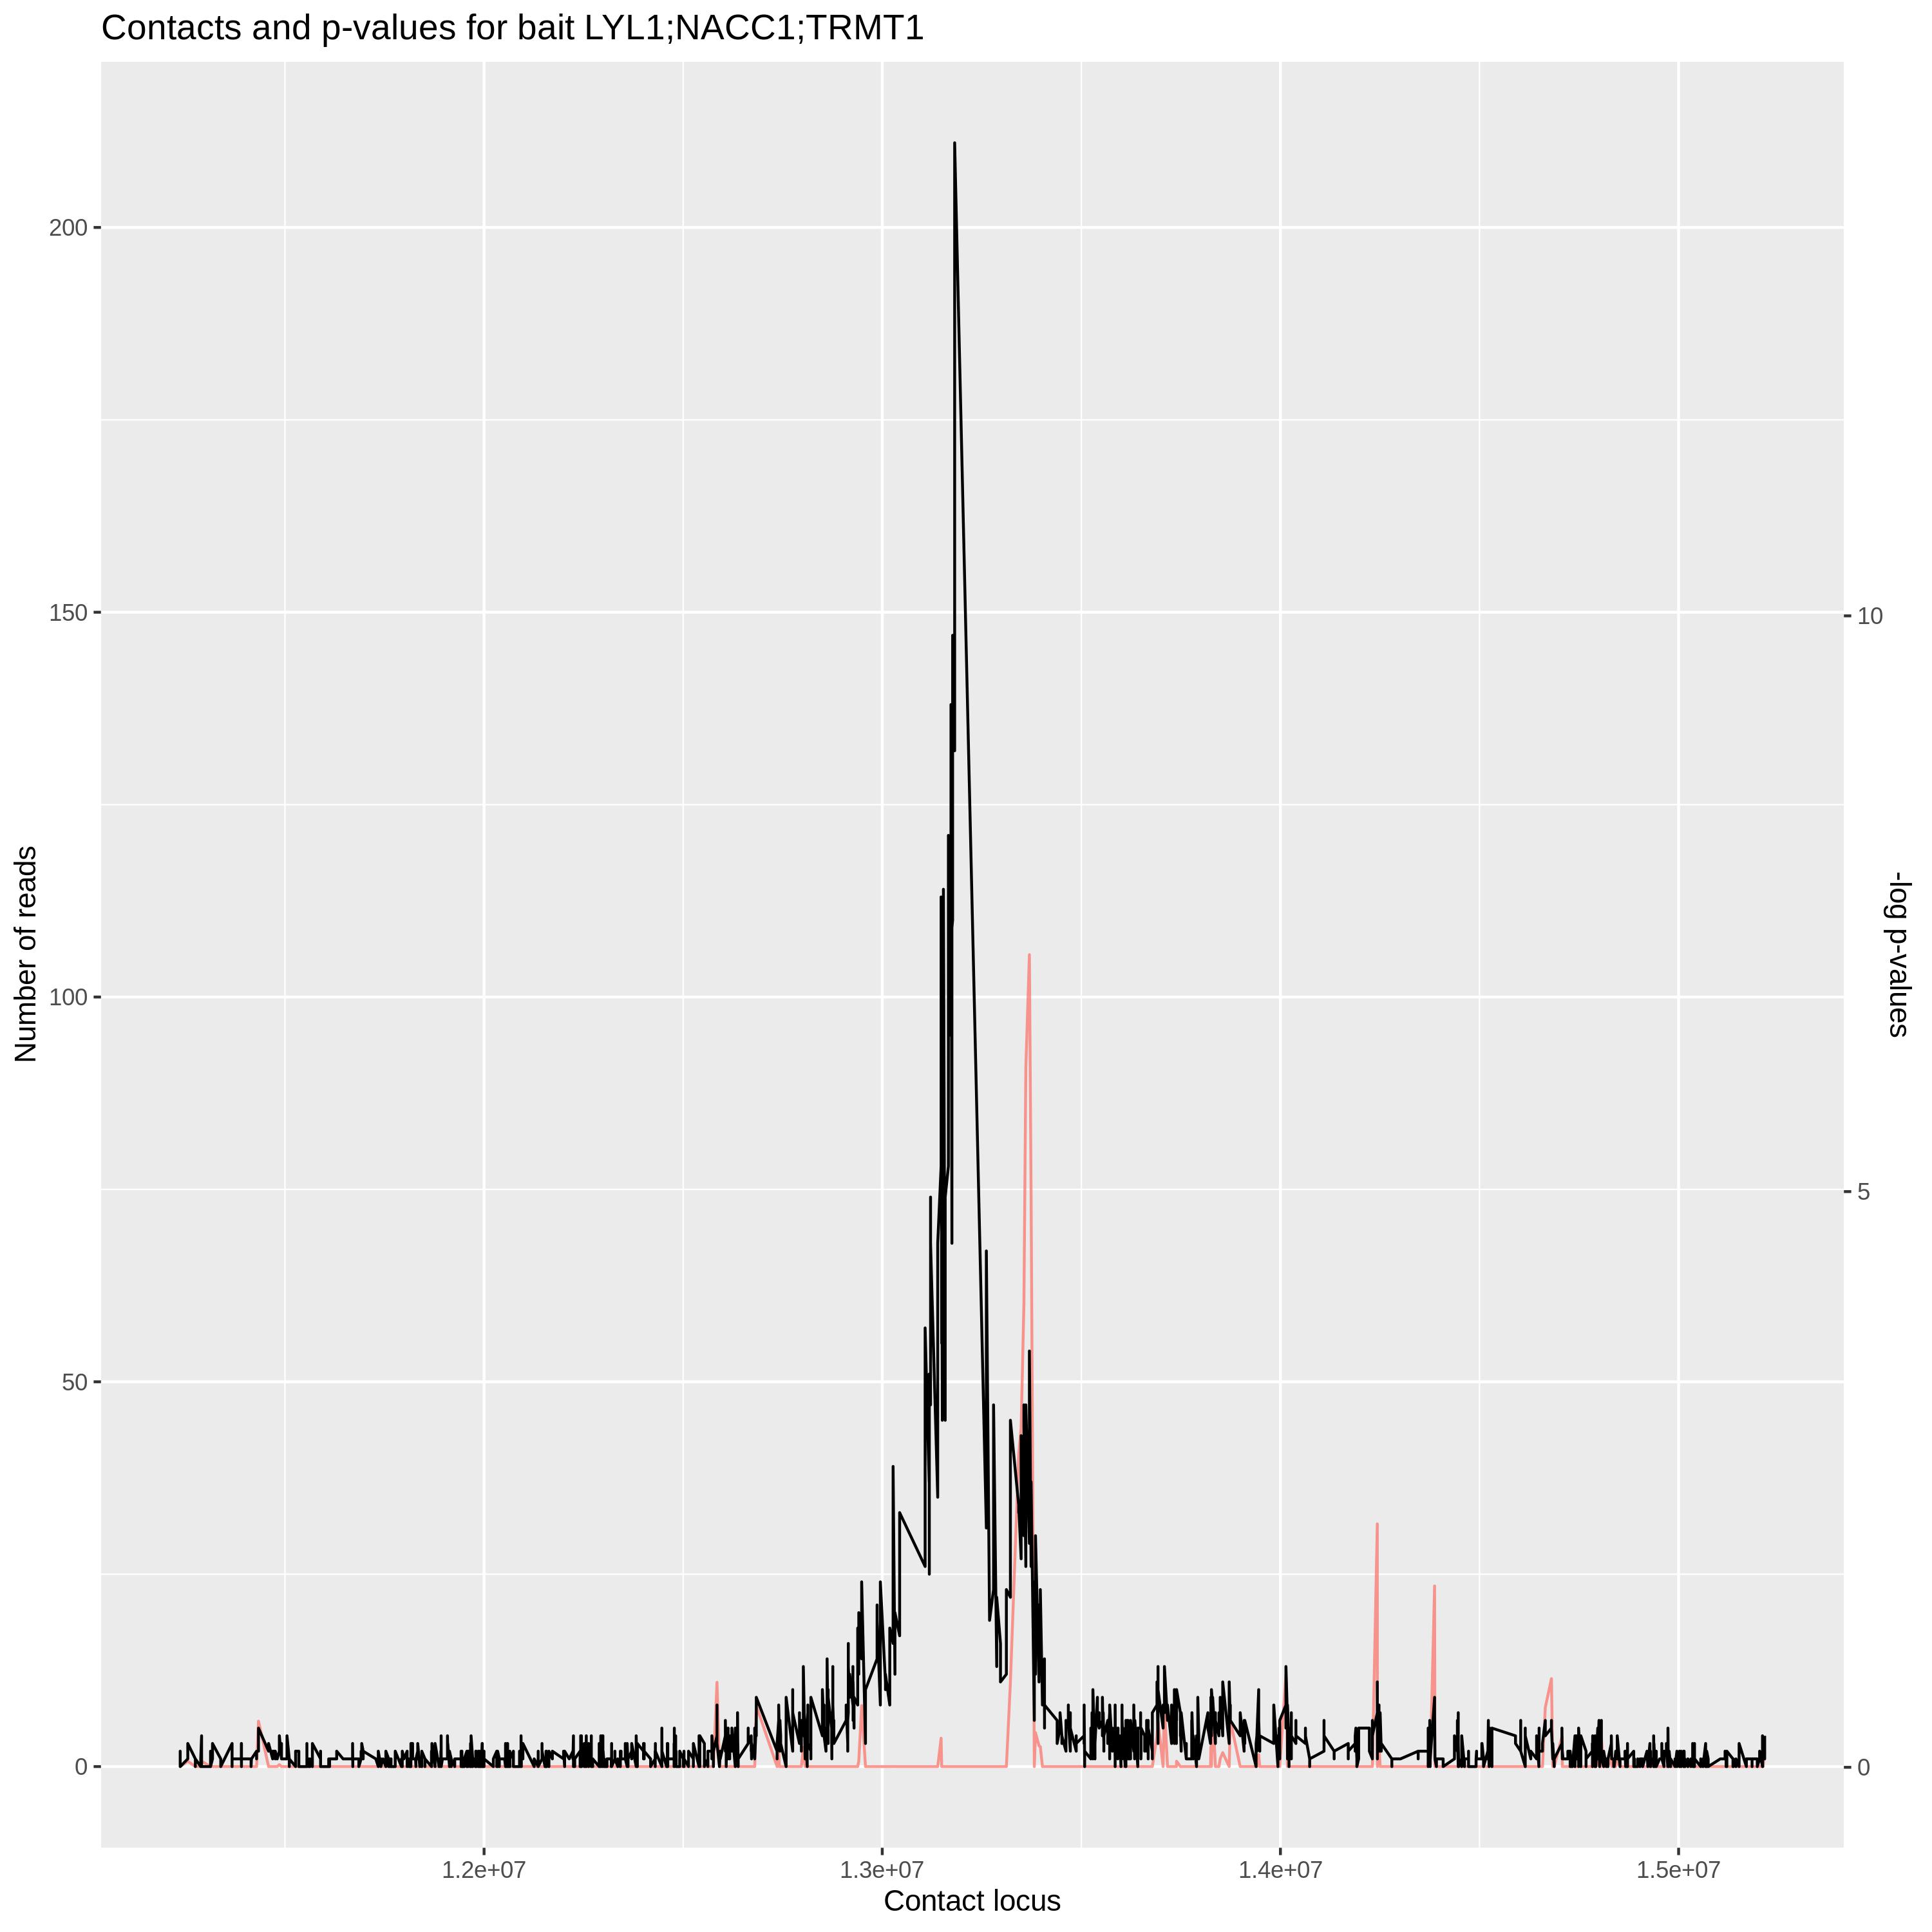 Contacts and p-values for bait LYL1;NACC1;TRMT1
Number of reads
200
150
100
50
0
10
5
0
-log p-values
1.2e+07 1.3e+07 1.4e+07 1.5e+07
Contact locus